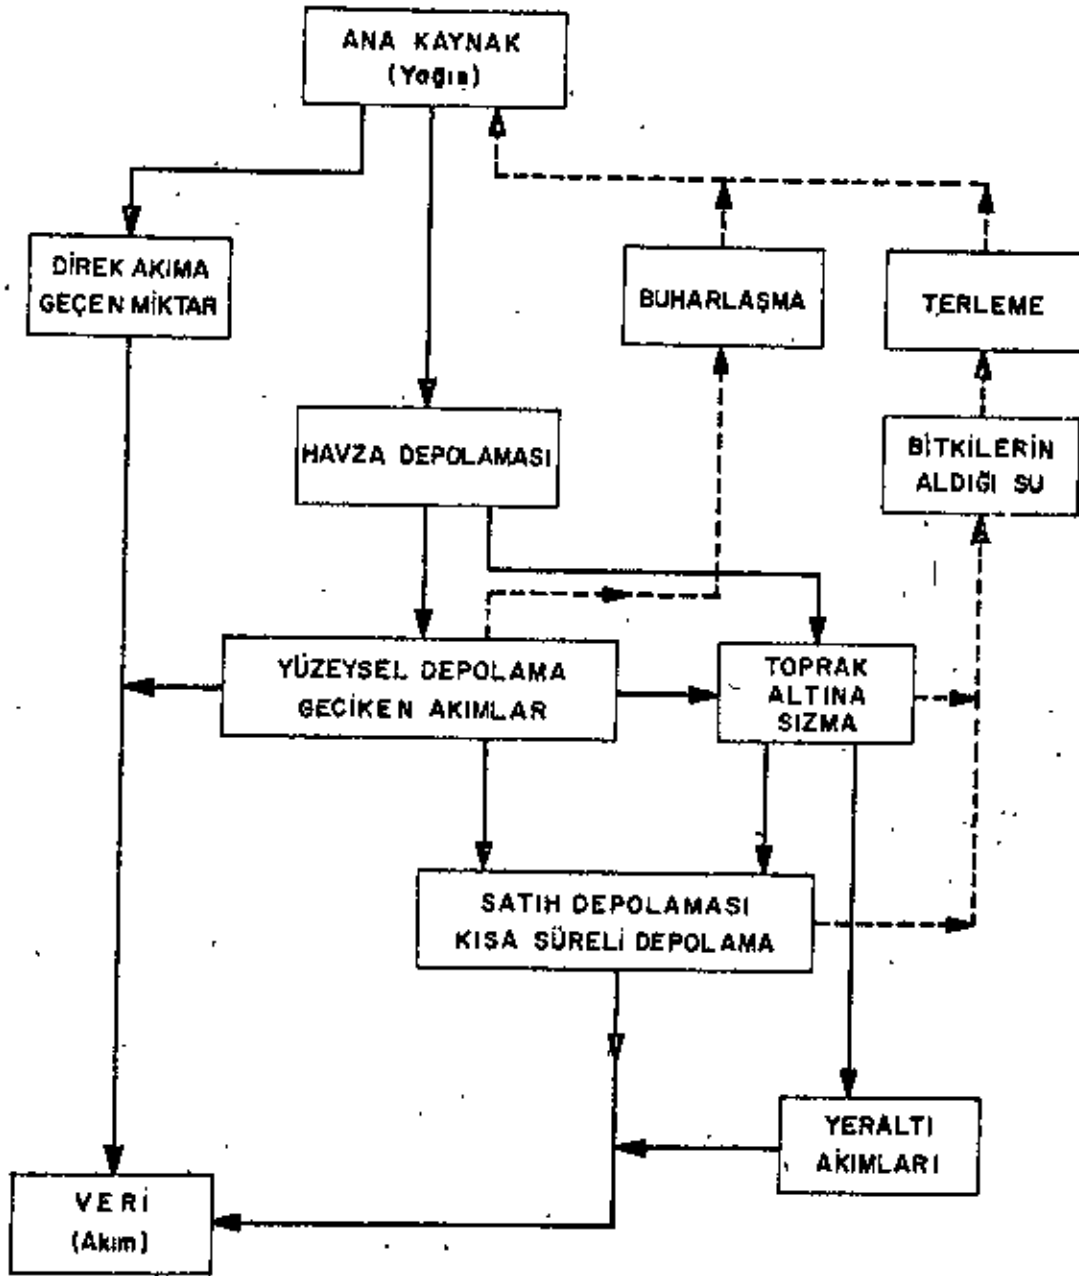 ANA KAYNAK
(Yağış)
DİREK AKIMA
GEÇEN MİKTAR
BUHARLAŞMA
TERLEME
HAVZA DEPOLAMASI
BİTKİLERİN
ALDIĞI SU
YÜZEYSEL DEPOLAMA
GECİKEN AKIMLAR
TOPRAK
ALTINA
SIZMA
SATIH DEPOLAMASI
KISA SÜRELİ DEPOLAMA
YERALTI
AKIMLARI
VERİ
(Akım)